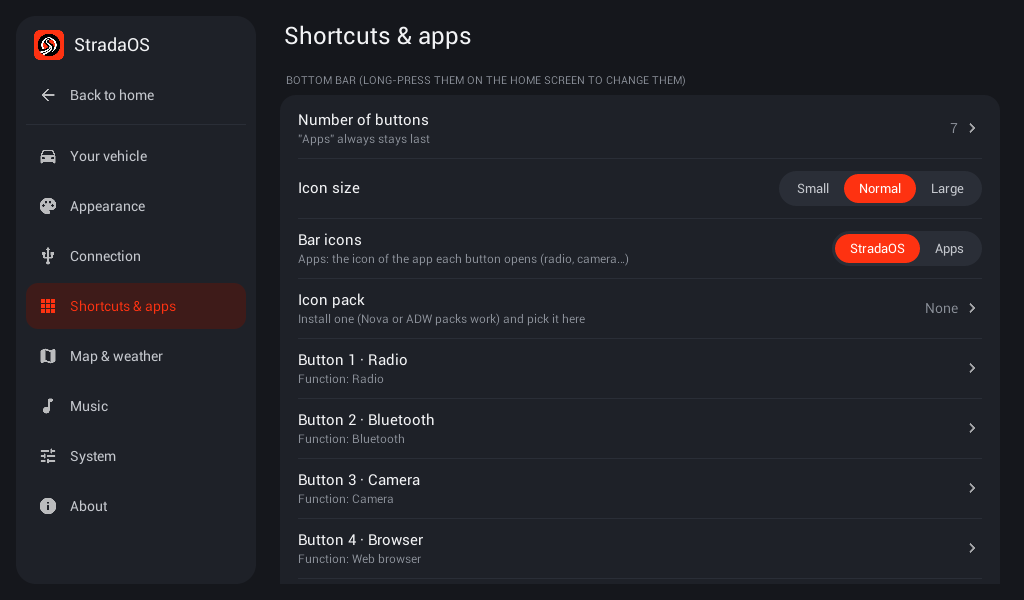 StradaOS
Back to home
Your vehicle
Appearance
Connection
Shortcuts & apps
Map & weather
Music
System
About
Shortcuts & apps
BOTTOM BAR (LONG-PRESS THEM ON THE HOME SCREEN TO CHANGE THEM)
Number of buttons
"Apps" always stays last
7
Icon size
Small Normal Large
Bar icons
Apps: the icon of the app each button opens (radio, camera...)
StradaOS Apps
Icon pack
Install one (Nova or ADW packs work) and pick it here
None
Button 1 · Radio
Function: Radio
Button 2 · Bluetooth
Function: Bluetooth
Button 3 · Camera
Function: Camera
Button 4 · Browser
Function: Web browser